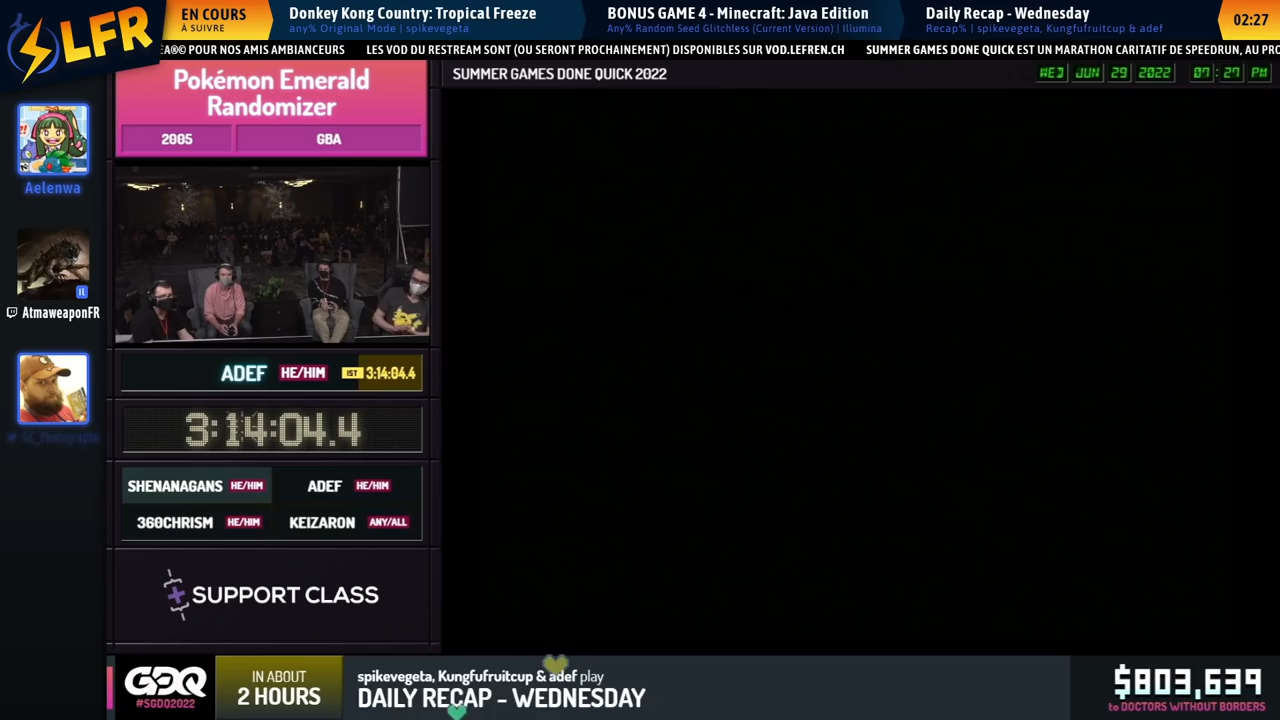 LFR
EN COURS
À SUIVRE
Donkey Kong Country: Tropical Freeze
any% Original Mode | spikevegeta
BONUS GAME 4 - Minecraft: Java Edition
Any% Random Seed Glitchless (Current Version) | Illumina
Daily Recap - Wednesday
Recap% | spikevegeta, Kungfufruitcup & adef
02:27
EA©© POUR NOS AMIS AMBIANCEURS
LES VOD DU RESTREAM SONT (OU SERONT PROCHAINEMENT) DISPONIBLES SUR VOD.LEFREN.CH
SUMMER GAMES DONE QUICK EST UN MARATHON CARITATIF DE SPEEDRUN, AU PRO
Pokémon Emerald
Randomizer
2005
GBA
SUMMER GAMES DONE QUICK 2022
WED JUN 29 2022 07:27 PM
Aelenwa
AtmaweaponFR
ADEF HE/HIM 1ST 3:14:04.4
3:14:04.4
SHENANAGANS HE/HIM
ADEF HE/HIM
360CHRISM HE/HIM
KEIZARON ANY/ALL
SUPPORT CLASS
GDQ
#SGDQ2022
IN ABOUT
2 HOURS
spikevegeta, Kungfufruitcup & adef play
DAILY RECAP - WEDNESDAY
$803,639
to DOCTORS WITHOUT BORDERS